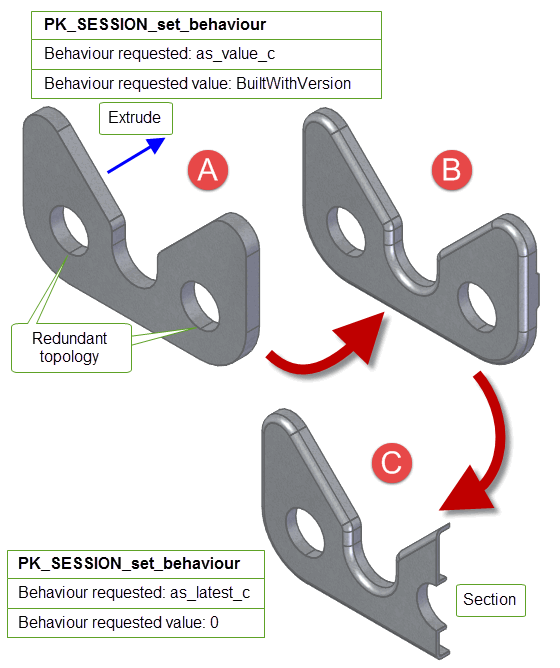 PK_SESSION_set_behaviour
Behaviour requested: as_value_c
Behaviour requested value: BuiltWithVersion
Extrude
A
B
Redundant
topology
C
PK_SESSION_set_behaviour
Behaviour requested: as_latest_c
Behaviour requested value: 0
Section